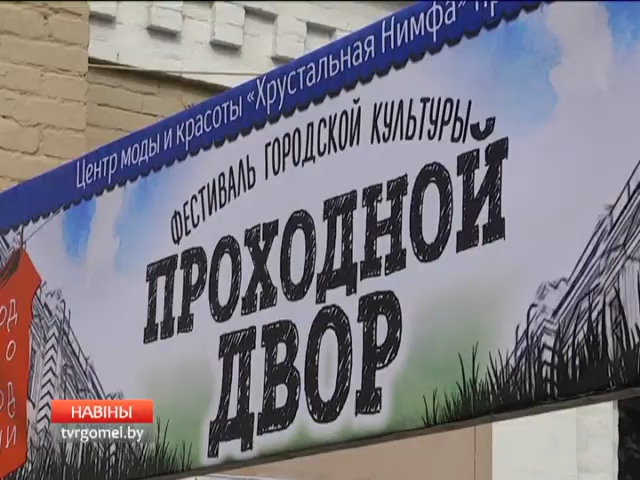 Центр моды и красоты «Хрустальная Нимфа»
ФЕСТИВАЛЬ ГОРОДСКОЙ КУЛЬТУРЫ
ПРОХОДНОЙ
ДВОР
НАВІНЫ
tvrgomel.by